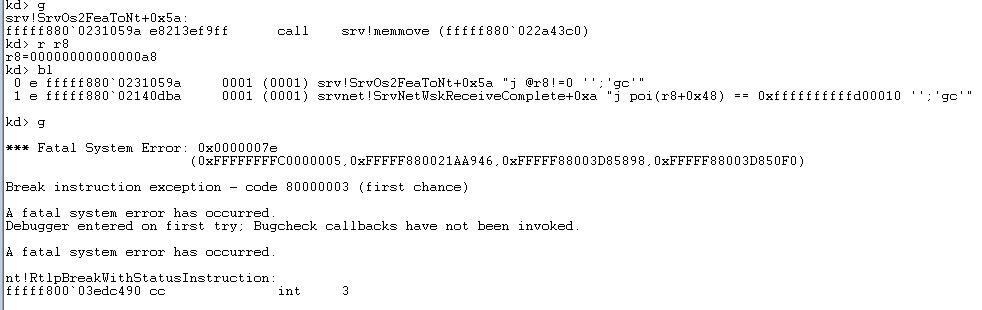 kd> g
srv!SrvOs2FeaToNt+0x5a:
fffff880`0231059a e8213ef9ff call srv!memmove (fffff880`022a43c0)
kd> r r8
r8=00000000000000a8
kd> bl
0 e fffff880`0231059a 0001 (0001) srv!SrvOs2FeaToNt+0x5a "j @r8!=0 '';'gc'"
1 e fffff880`02140dba 0001 (0001) srvnet!SrvNetWskReceiveComplete+0xa "j poi(r8+0x48) == 0xffffffffffd00010 '';'gc'"
kd> g
*** Fatal System Error: 0x0000007e
(0xFFFFFFFFC0000005,0xFFFFF880021AA946,0xFFFFF88003D85898,0xFFFFF88003D850F0)
Break instruction exception - code 80000003 (first chance)
A fatal system error has occurred.
Debugger entered on first try; Bugcheck callbacks have not been invoked.
A fatal system error has occurred.
nt!RtlpBreakWithStatusInstruction:
fffff800`03edc490 cc int 3